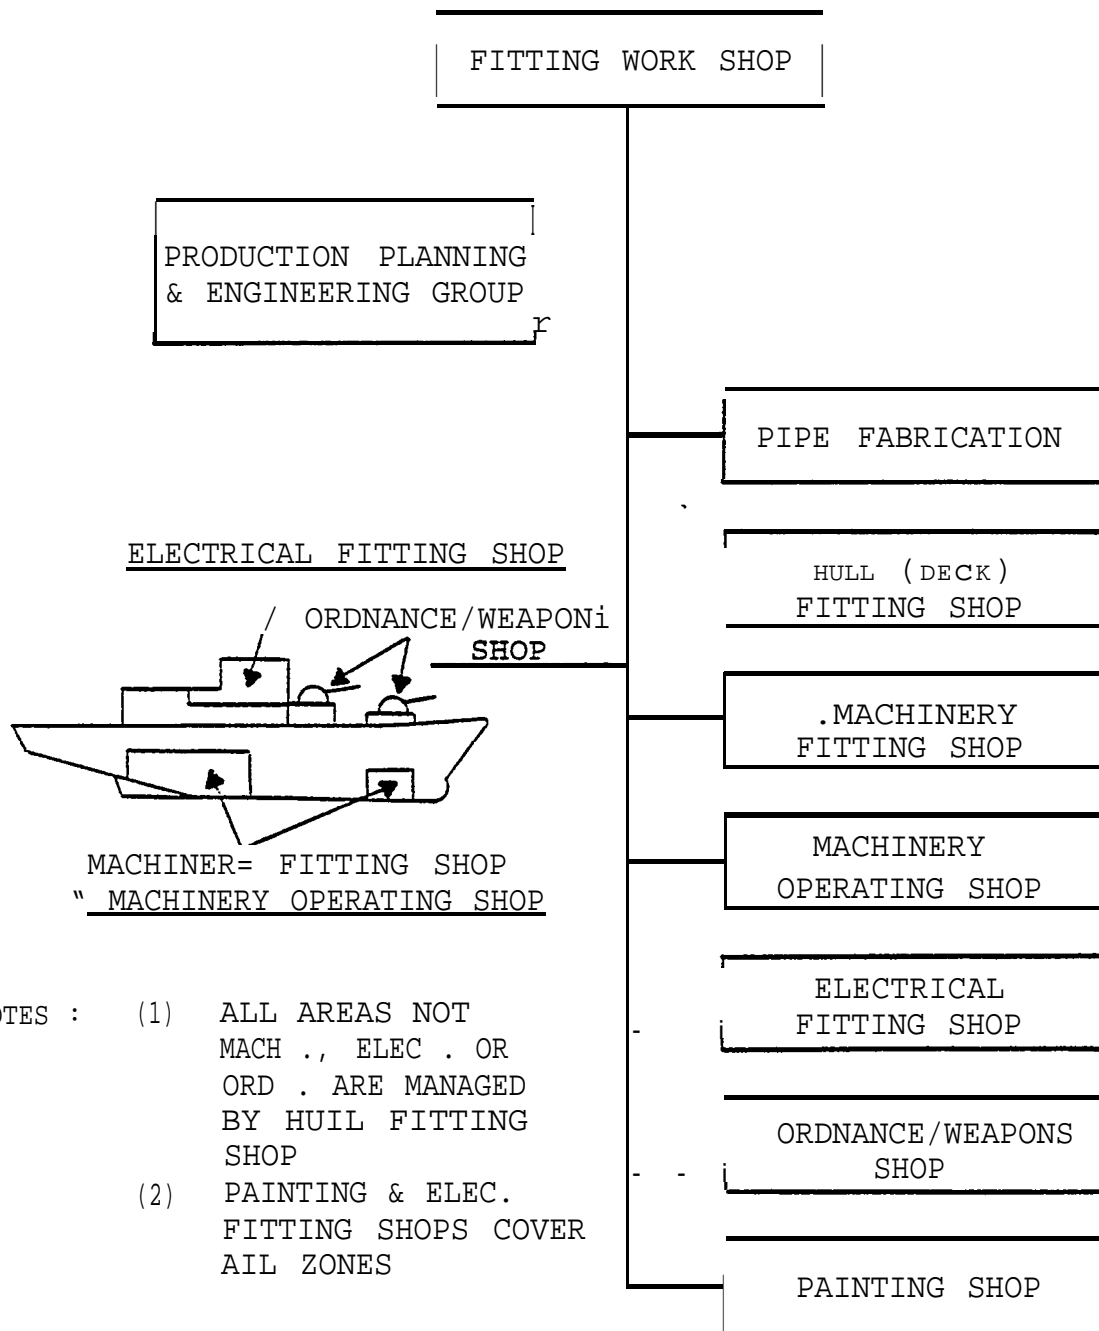 FITTING WORK SHOP
PRODUCTION PLANNING
& ENGINEERING GROUP
r
PIPE FABRICATION
HULL (DECK)
FITTING SHOP
.MACHINERY
FITTING SHOP
MACHINERY
OPERATING SHOP
ELECTRICAL
FITTING SHOP
ORDNANCE/WEAPONS
SHOP
PAINTING SHOP
ELECTRICAL FITTING SHOP
/ ORDNANCE/WEAPONi
SHOP
MACHINER= FITTING SHOP
“ MACHINERY OPERATING SHOP
OTES : (1) ALL AREAS NOT
MACH ., ELEC . OR
ORD . ARE MANAGED
BY HUIL FITTING
SHOP
(2) PAINTING & ELEC.
FITTING SHOPS COVER
AIL ZONES